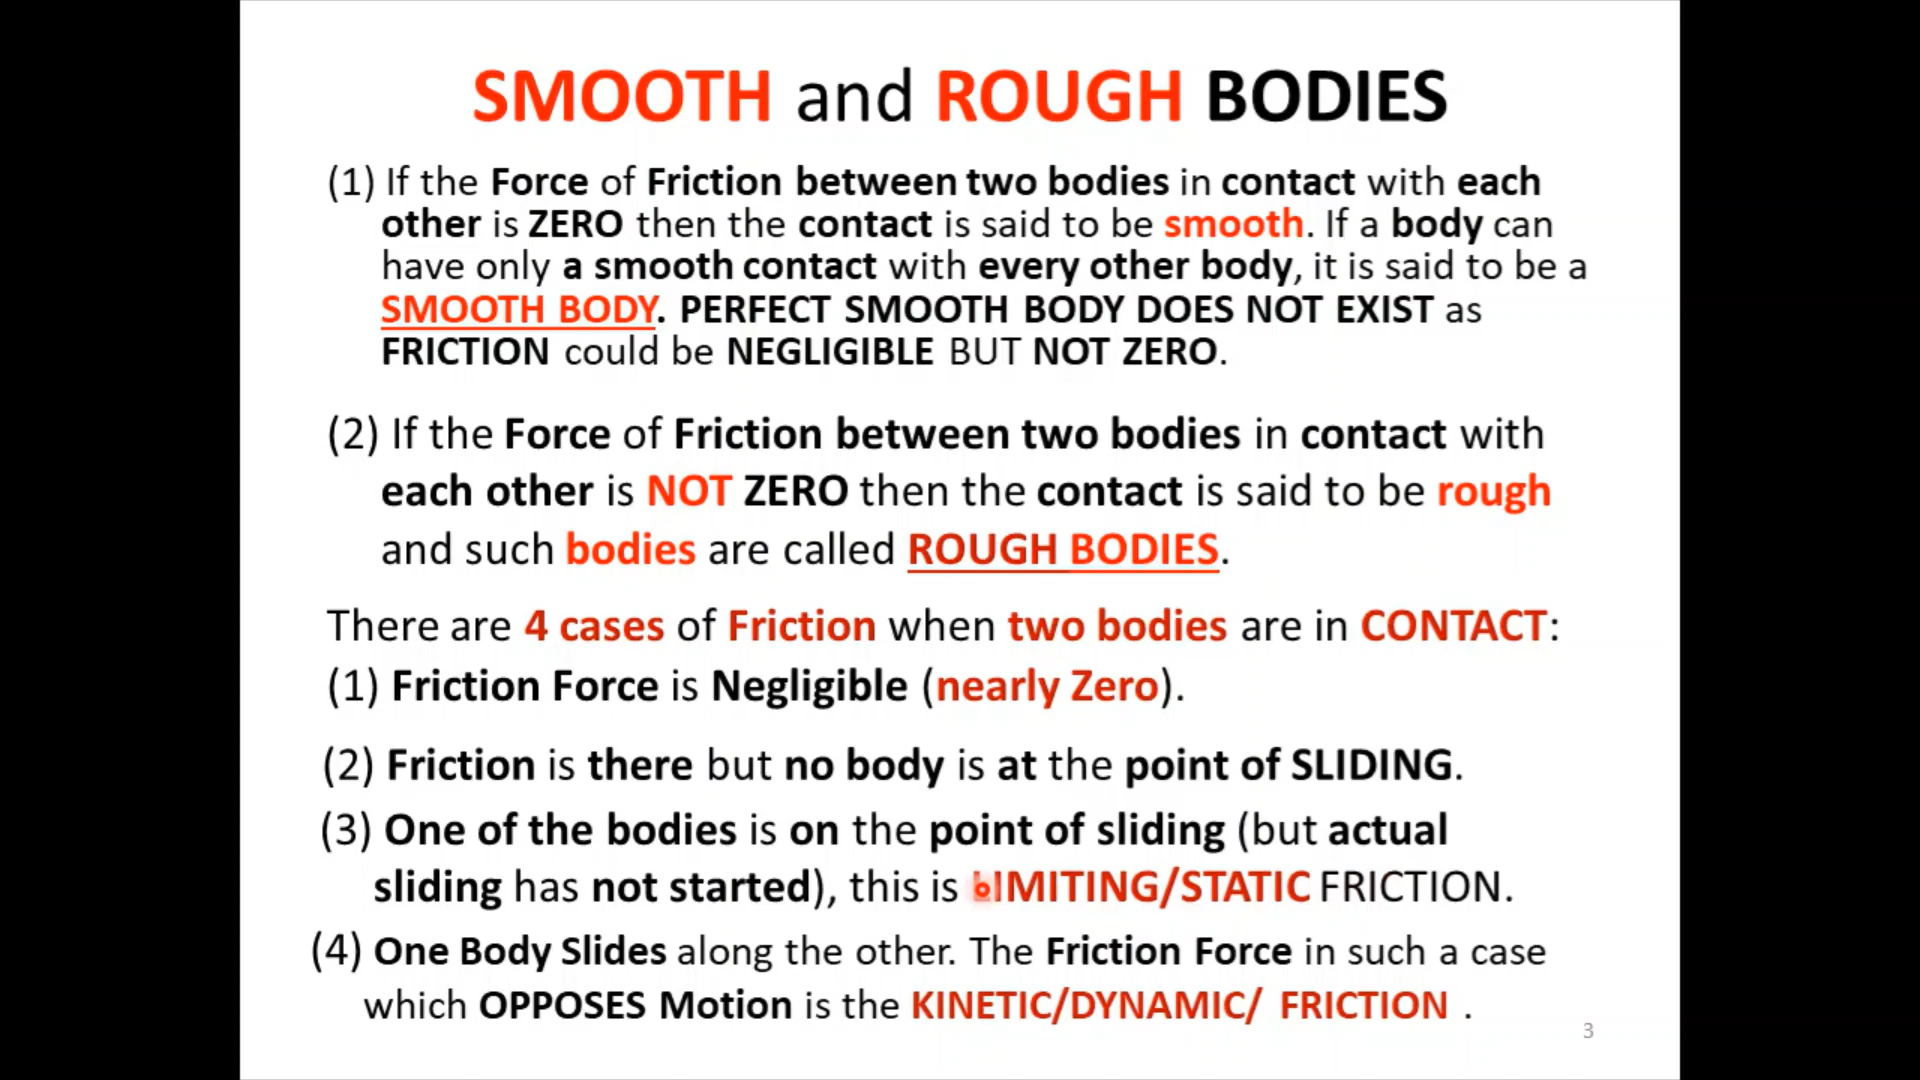 SMOOTH and ROUGH BODIES
(1) If the Force of Friction between two bodies in contact with each
other is ZERO then the contact is said to be smooth. If a body can
have only a smooth contact with every other body, it is said to be a
SMOOTH BODY. PERFECT SMOOTH BODY DOES NOT EXIST as
FRICTION could be NEGLIGIBLE BUT NOT ZERO.
(2) If the Force of Friction between two bodies in contact with
each other is NOT ZERO then the contact is said to be rough
and such bodies are called ROUGH BODIES.
There are 4 cases of Friction when two bodies are in CONTACT:
(1) Friction Force is Negligible (nearly Zero).
(2) Friction is there but no body is at the point of SLIDING.
(3) One of the bodies is on the point of sliding (but actual
sliding has not started), this is LIMITING/STATIC FRICTION.
(4) One Body Slides along the other. The Friction Force in such a case
which OPPOSES Motion is the KINETIC/DYNAMIC/ FRICTION .
3